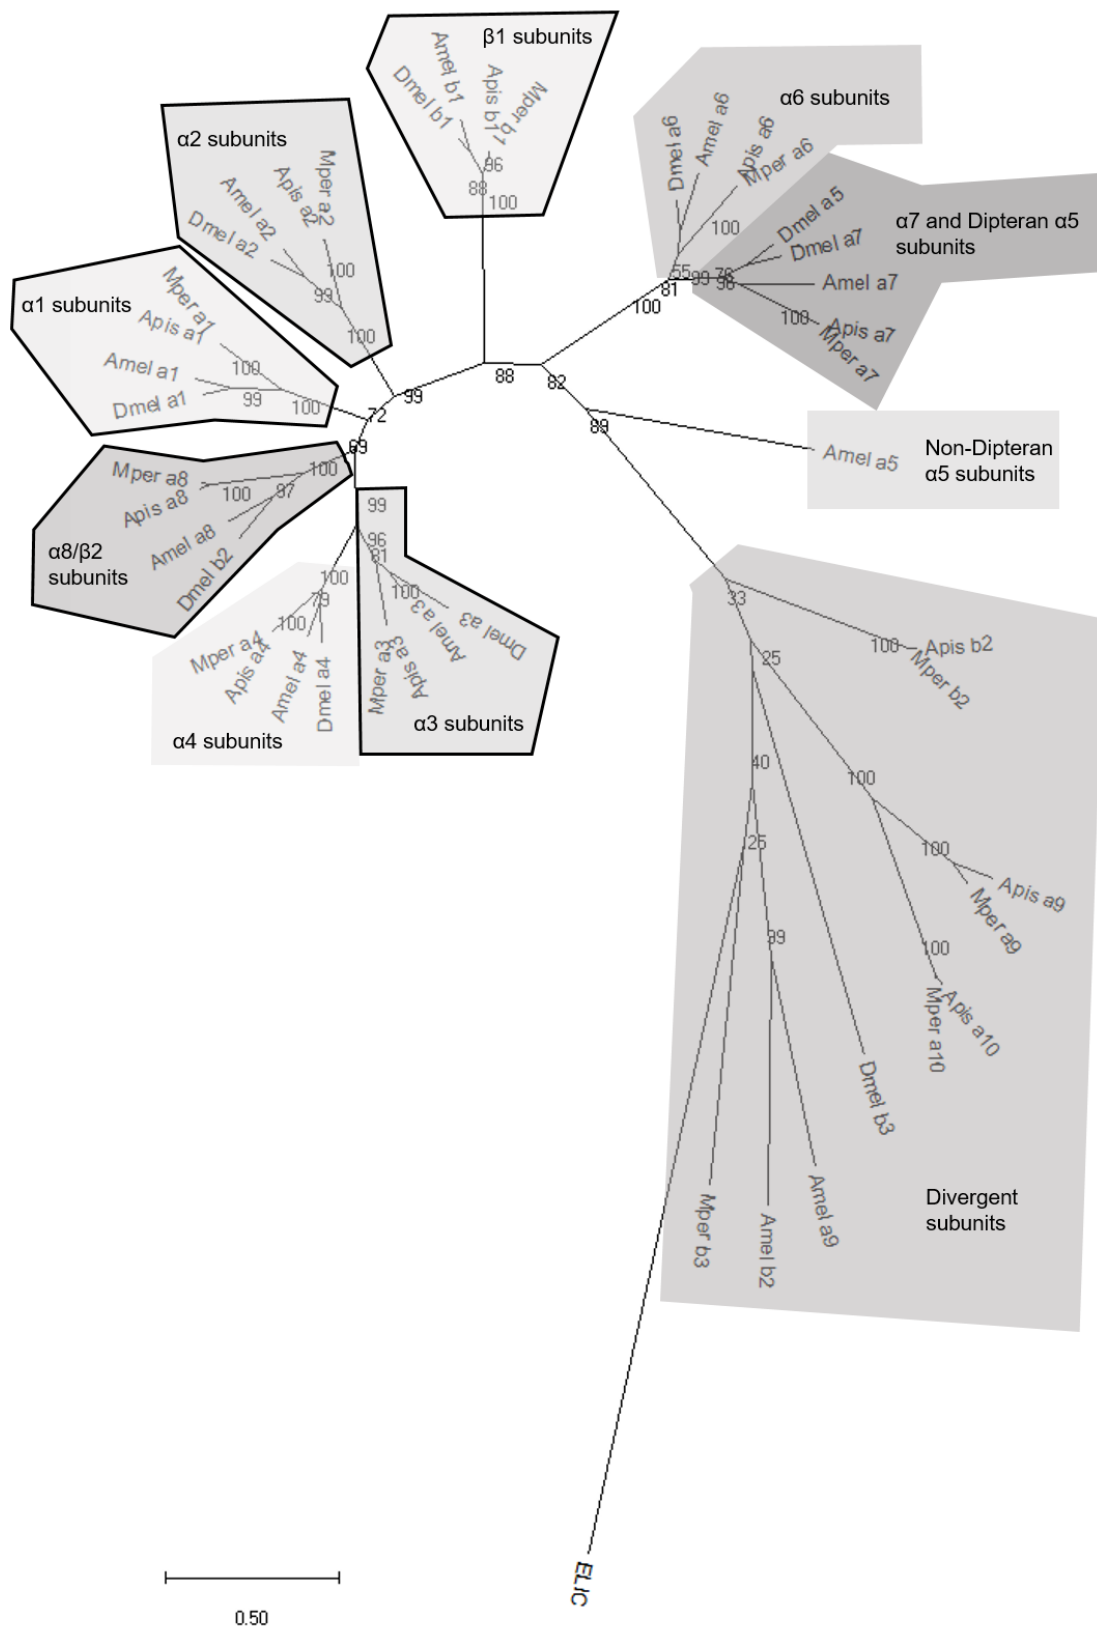 β1 subunits
Amel b1
Dmel b1
Apis b1
Mper b1
96
88
100
α6 subunits
Dmel a6
Amel a6
Apis a6
Mper a6
100
55
81
100
α7 and Dipteran α5
subunits
Dmel a5
Dmel a7
Amel a7
Apis a7
Mper a7
99
78
96
100
α2 subunits
Mper a2
Apis a2
Amel a2
Dmel a2
100
99
100
α1 subunits
Mper a1
Apis a1
Amel a1
Dmel a1
100
99
100
99
72
69
88
82
89
Non-Dipteran
α5 subunits
Amel a5
α8/β2
subunits
Mper a8
Apis a8
Amel a8
Dmel b2
100
100
97
99
96
81
100
α4 subunits
Mper a4
Apis a4
Amel a4
Dmel a4
100
79
100
α3 subunits
Mper a3
Apis a3
Amel a3
Dmel a3
33
25
100
Apis b2
Mper b2
40
25
100
100
Apis a9
Mper a9
100
Apis a10
Mper a10
99
Dmel b3
Amel a9
Amel b2
Mper b3
Divergent
subunits
ELIC
0.50